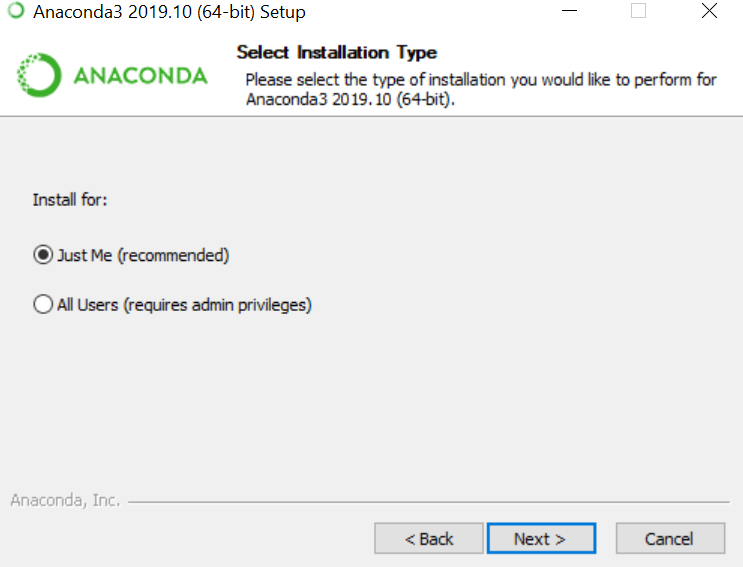 Anaconda3 2019.10 (64-bit) Setup
ANACONDA
Select Installation Type
Please select the type of installation you would like to perform for
Anaconda3 2019.10 (64-bit).
Install for:
Just Me (recommended)
All Users (requires admin privileges)
Anaconda, Inc.
< Back
Next >
Cancel